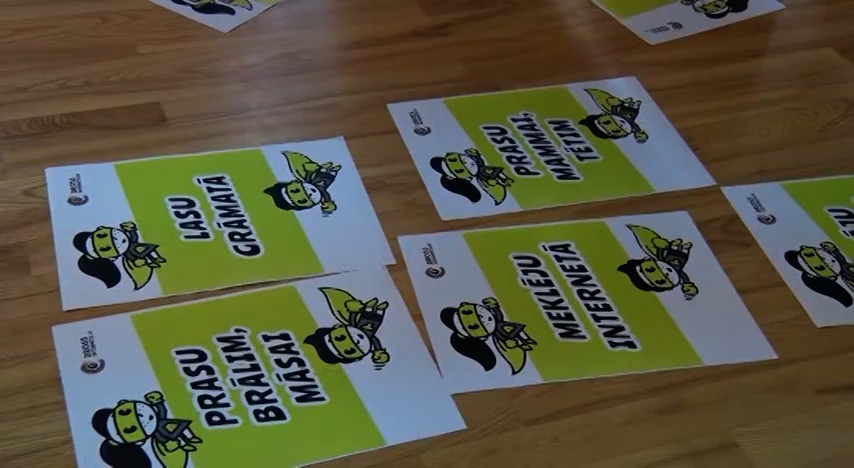 PRASU
MAMMAI,
TĒTIM
LASU
GRĀMATĀ
MEKLĒJU
INTERNETĀ
PRASU
BRĀLIM,
MĀSAI